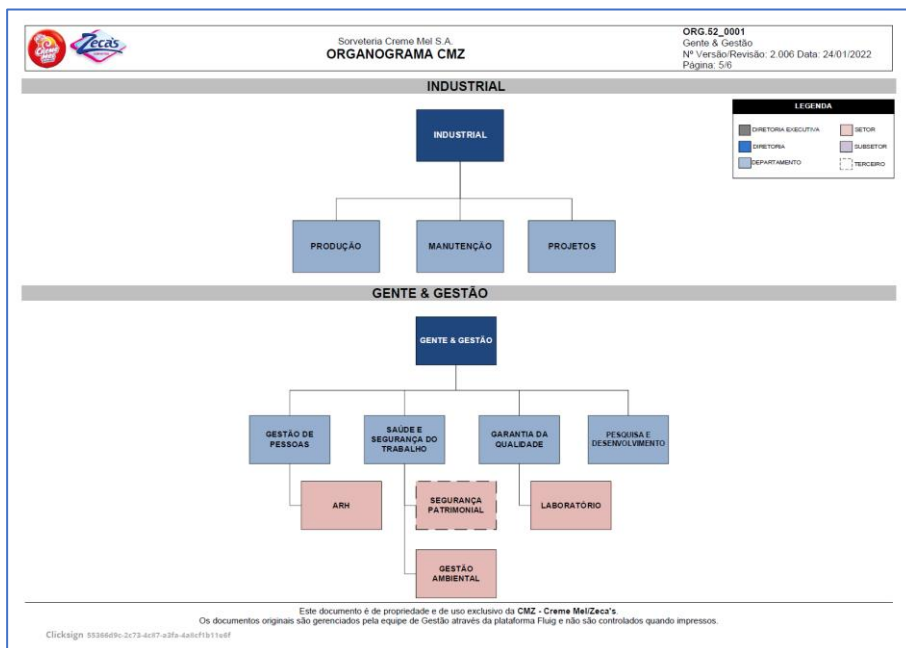 Creme Mel
Zeca's
Sorveteria Creme Mel S.A.
ORGANOGRAMA CMZ
ORG.52_0001
Gente & Gestão
Nº Versão/Revisão: 2.006 Data: 24/01/2022
Página: 5/6
INDUSTRIAL
LEGENDA
DIRETORIA EXECUTIVA
SETOR
DIRETORIA
SUBSETOR
DEPARTAMENTO
TERCEIRO
INDUSTRIAL
PRODUÇÃO
MANUTENÇÃO
PROJETOS
GENTE & GESTÃO
GENTE & GESTÃO
GESTÃO DE
PESSOAS
SAÚDE E
SEGURANÇA DO
TRABALHO
GARANTIA DA
QUALIDADE
PESQUISA E
DESENVOLVIMENTO
ARH
SEGURANÇA
PATRIMONIAL
LABORATÓRIO
GESTÃO
AMBIENTAL
Este documento é de propriedade e de uso exclusivo da CMZ - Creme Mel/Zeca's.
Os documentos originais são gerenciados pela equipe de Gestão através da plataforma Fluig e não são controlados quando impressos.
Clicksign